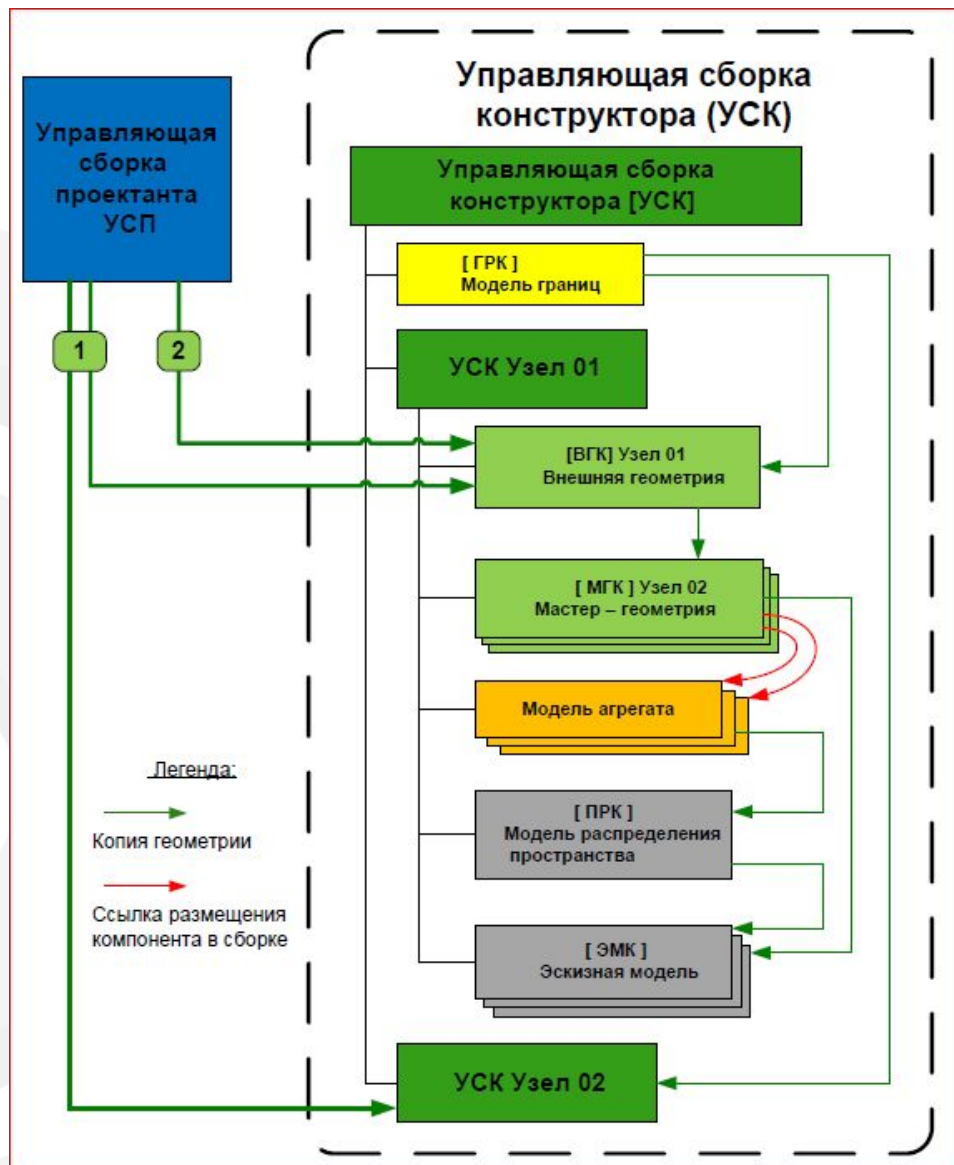 Управляющая сборка
конструктора (УСК)
Управляющая
сборка
проектанта
УСП
Управляющая сборка
конструктора [УСК]
[ ГРК ]
Модель границ
1
2
УСК Узел 01
[ВГК] Узел 01
Внешняя геометрия
[ МГК ] Узел 02
Мастер – геометрия
Модель агрегата
Легенда:
Копия геометрии
Ссылка размещения
компонента в сборке
[ ПРК ]
Модель распределения
пространства
[ ЭМК ]
Эскизная модель
УСК Узел 02